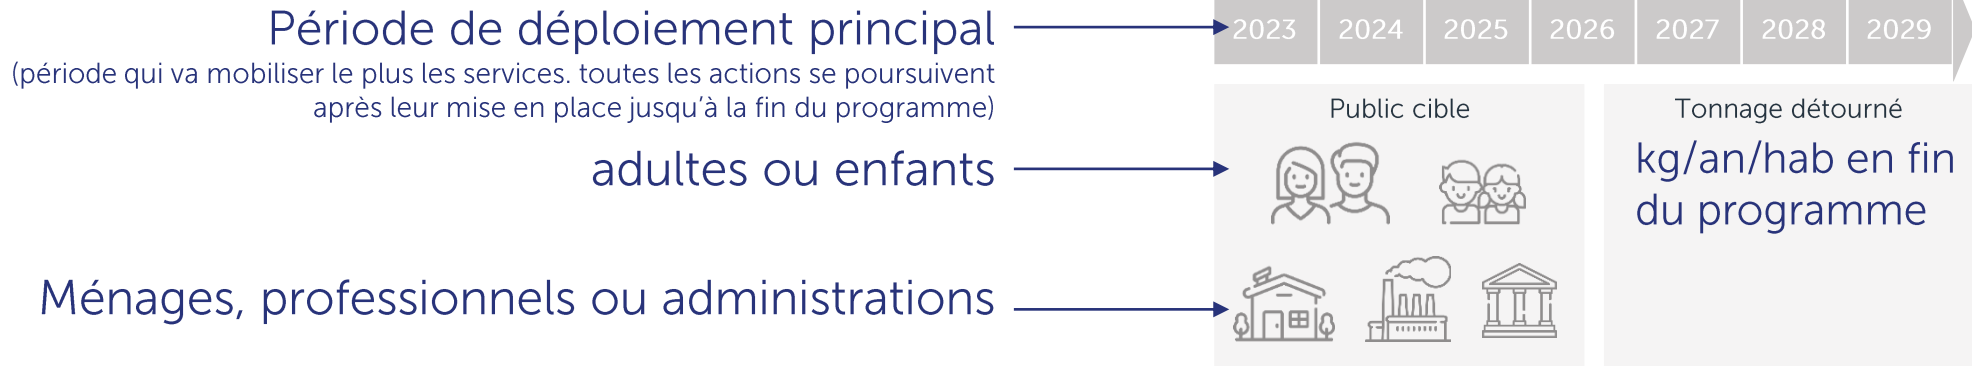 Période de déploiement principal
2023 2024 2025 2026 2027 2028 2029
(période qui va mobiliser le plus les services. toutes les actions se poursuivent
après leur mise en place jusqu'à la fin du programme)
Public cible
Tonnage détourné
adultes ou enfants
kg/an/hab en fin
du programme
Ménages, professionnels ou administrations